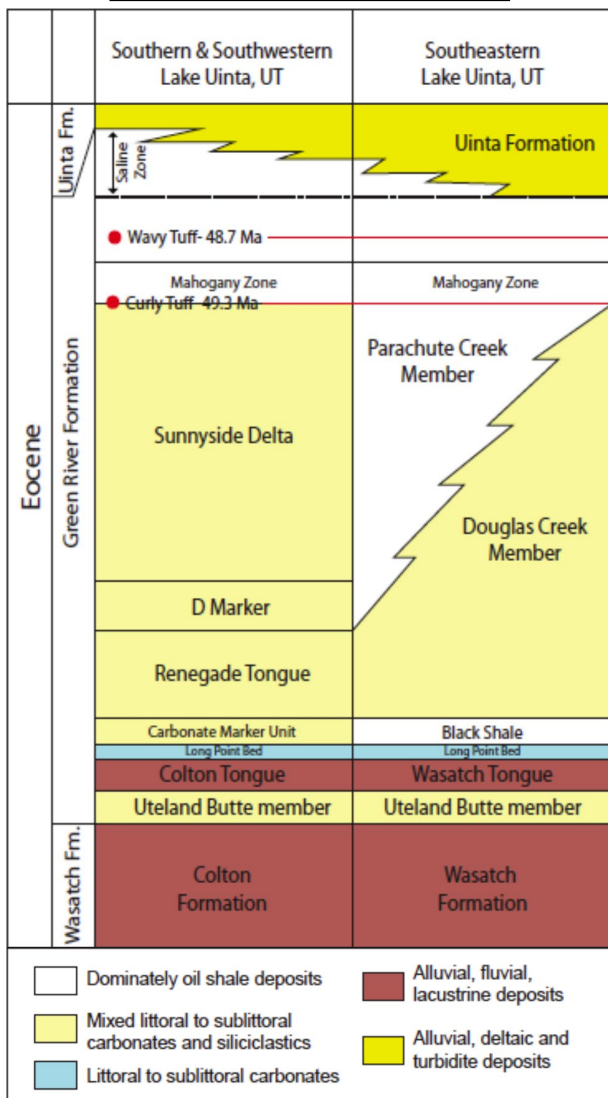 Southern & Southwestern
Lake Uinta, UT
Southeastern
Lake Uinta, UT
Eocene
Uinta Fm.
Green River Formation
Wasatch Fm.
Saline
Zone
Uinta Formation
Wavy Tuff- 48.7 Ma
Mahogany Zone
Mahogany Zone
Curly Tuff 49.3 Ma
Parachute Creek
Member
Sunnyside Delta
Douglas Creek
Member
D Marker
Renegade Tongue
Carbonate Marker Unit
Black Shale
Long Point Bed
Long Point Bed
Colton Tongue
Wasatch Tongue
Uteland Butte member
Uteland Butte member
Colton
Formation
Wasatch
Formation
Dominately oil shale deposits
Mixed littoral to sublittoral
carbonates and siliciclastics
Littoral to sublittoral carbonates
Alluvial, fluvial,
lacustrine deposits
Alluvial, deltaic and
turbidite deposits